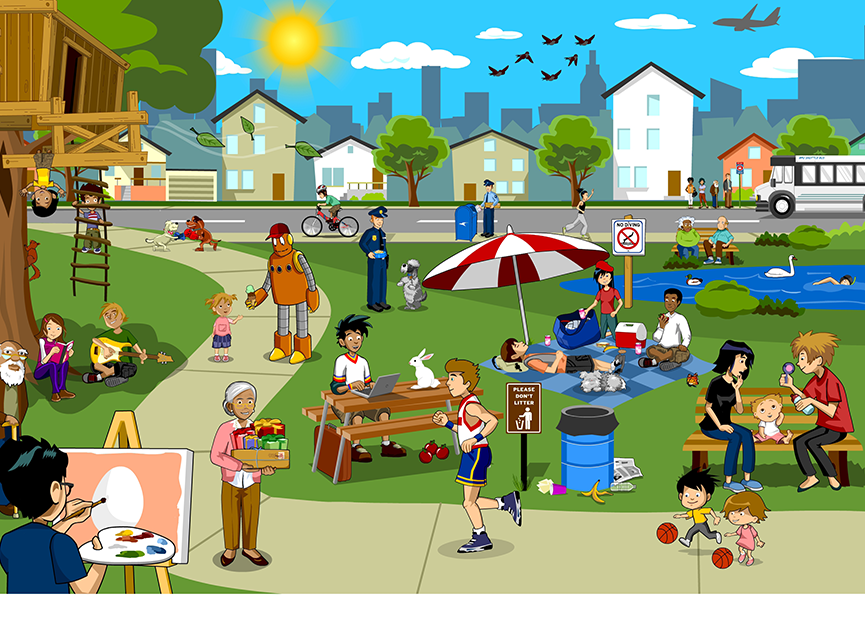 NO DIVING
PLEASE
DON'T
LITTER